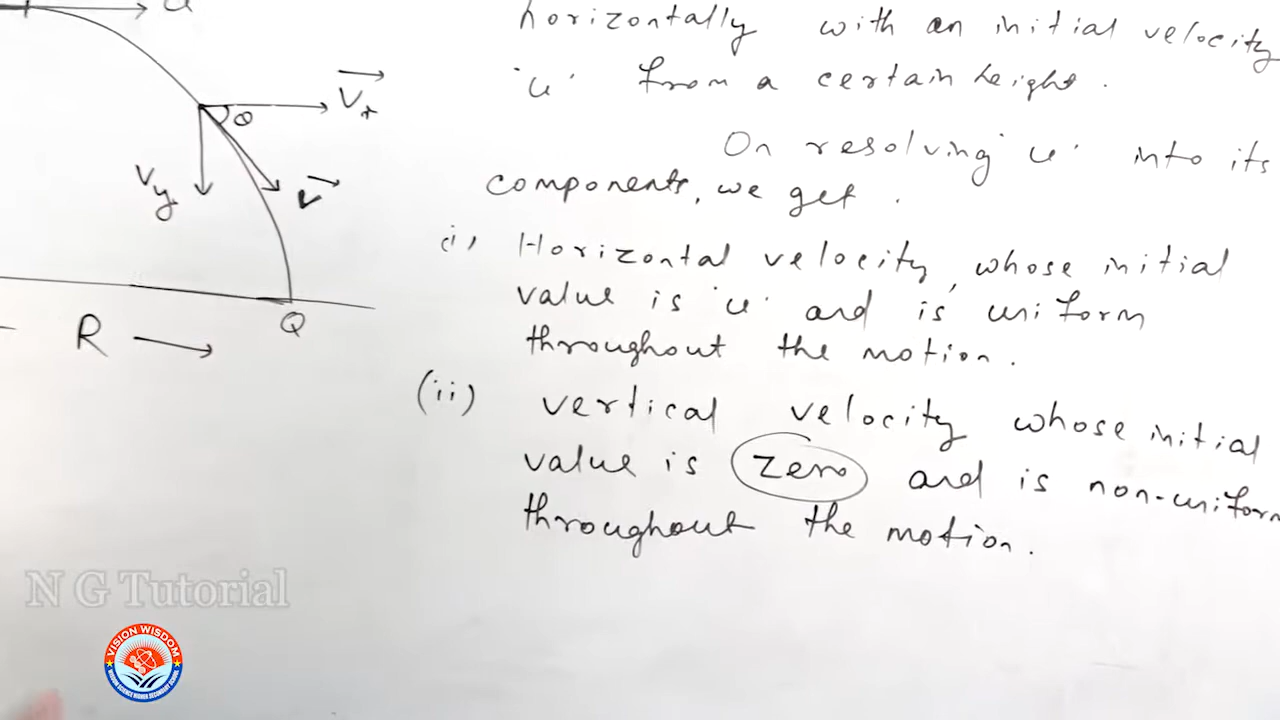 u
horizontally with an initial velocity
'u' from a certain height.
On resolving 'u' into its
components, we get.
(i) Horizontal velocity, whose initial
value is 'u' and is uniform
throughout the motion.
(ii) vertical velocity whose initial
value is zero and is non-uniform
throughout the motion.
Vx
θ
Vy
V
R
Q
N G Tutorial
VISION WISDOM